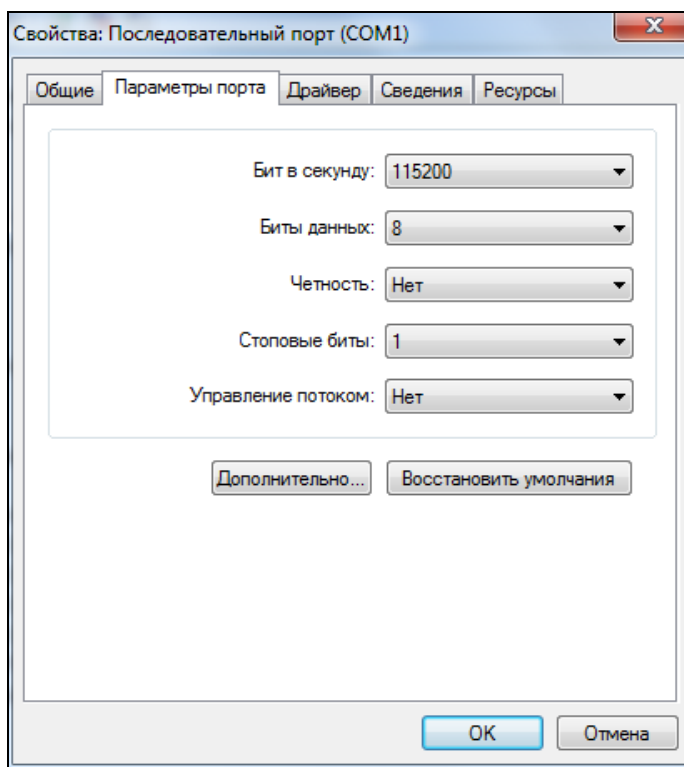 Свойства: Последовательный порт (COM1)
Общие Параметры порта Драйвер Сведения Ресурсы
Бит в секунду: 115200
Биты данных: 8
Четность: Нет
Стоповые биты: 1
Управление потоком: Нет
Дополнительно... Восстановить умолчания
OK Отмена